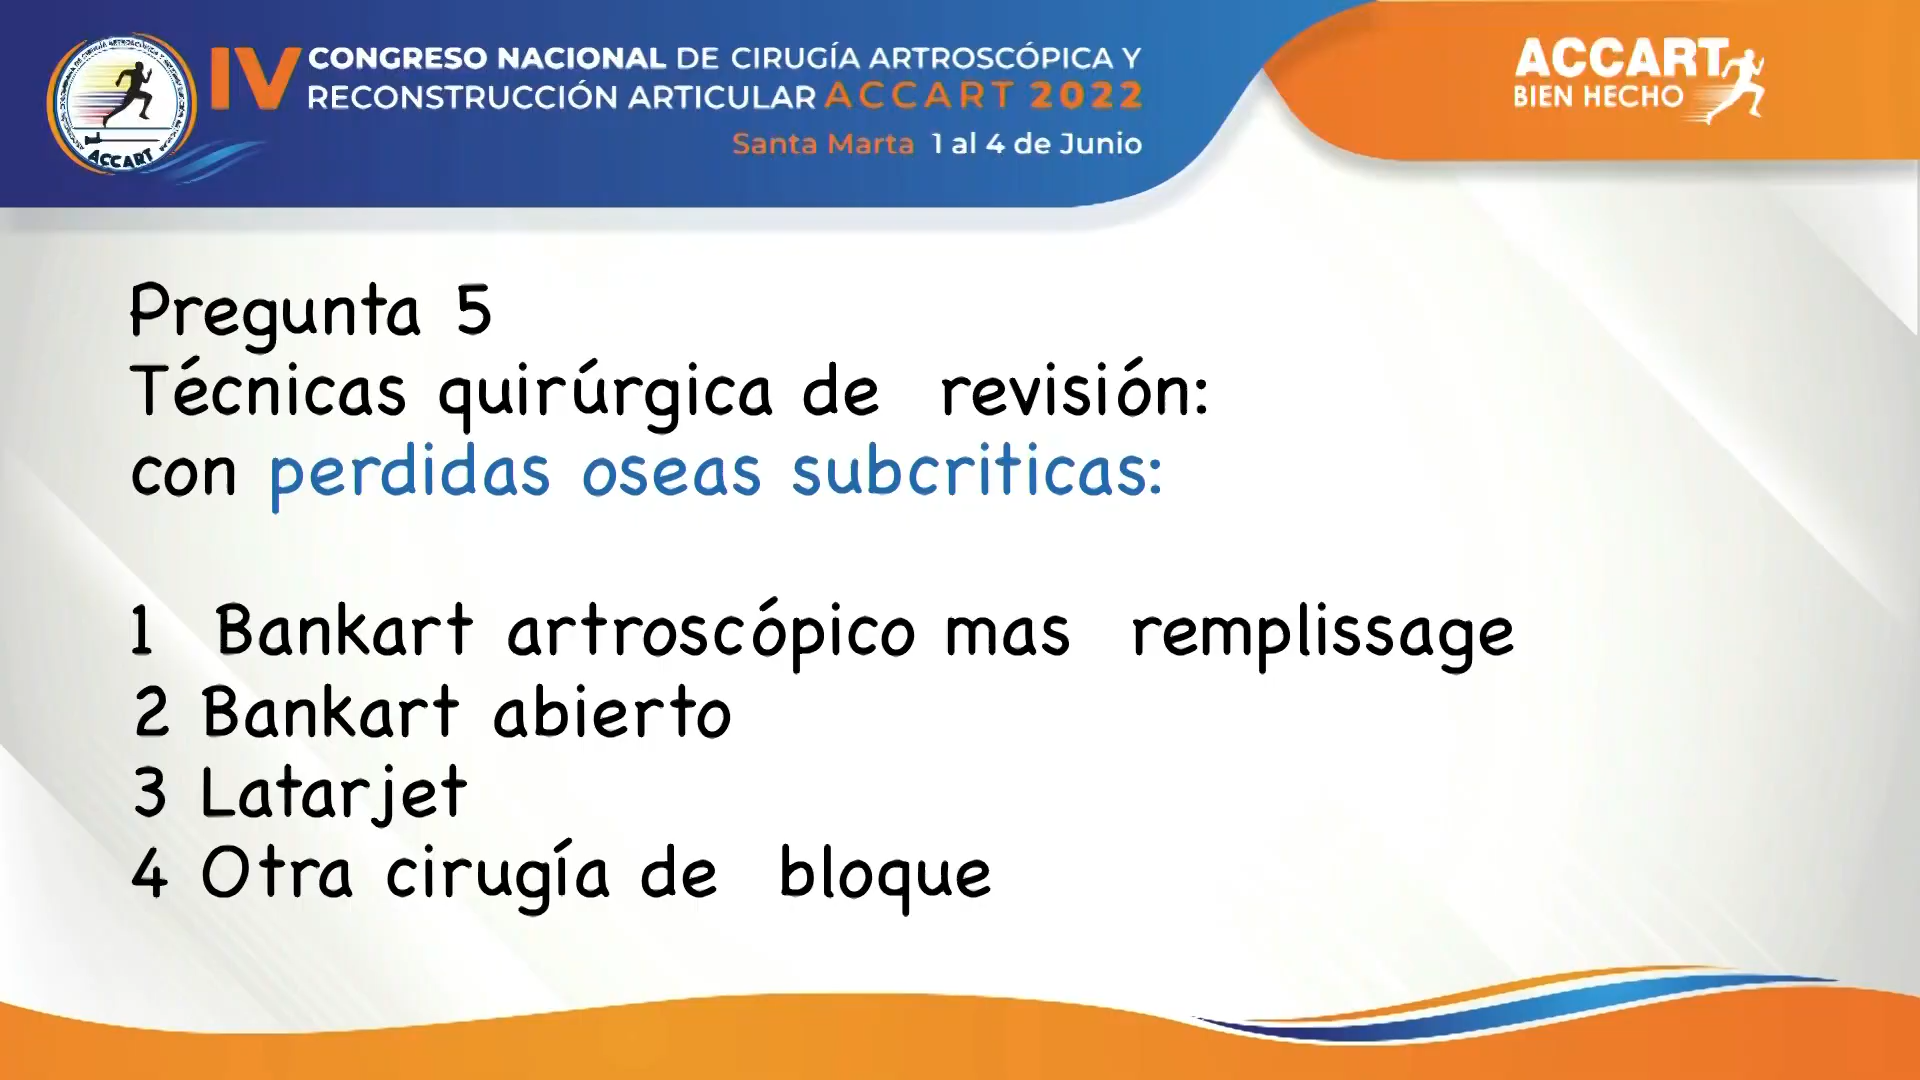 IV CONGRESO NACIONAL DE CIRUGÍA ARTROSCÓPICA Y
RECONSTRUCCIÓN ARTICULAR ACCART 2022
Santa Marta 1 al 4 de Junio
ACCART
ACCART
BIEN HECHO
Pregunta 5
Técnicas quirúrgica de revisión:
con perdidas oseas subcriticas:
1 Bankart artroscópico mas remplissage
2 Bankart abierto
3 Latarjet
4 Otra cirugía de bloque